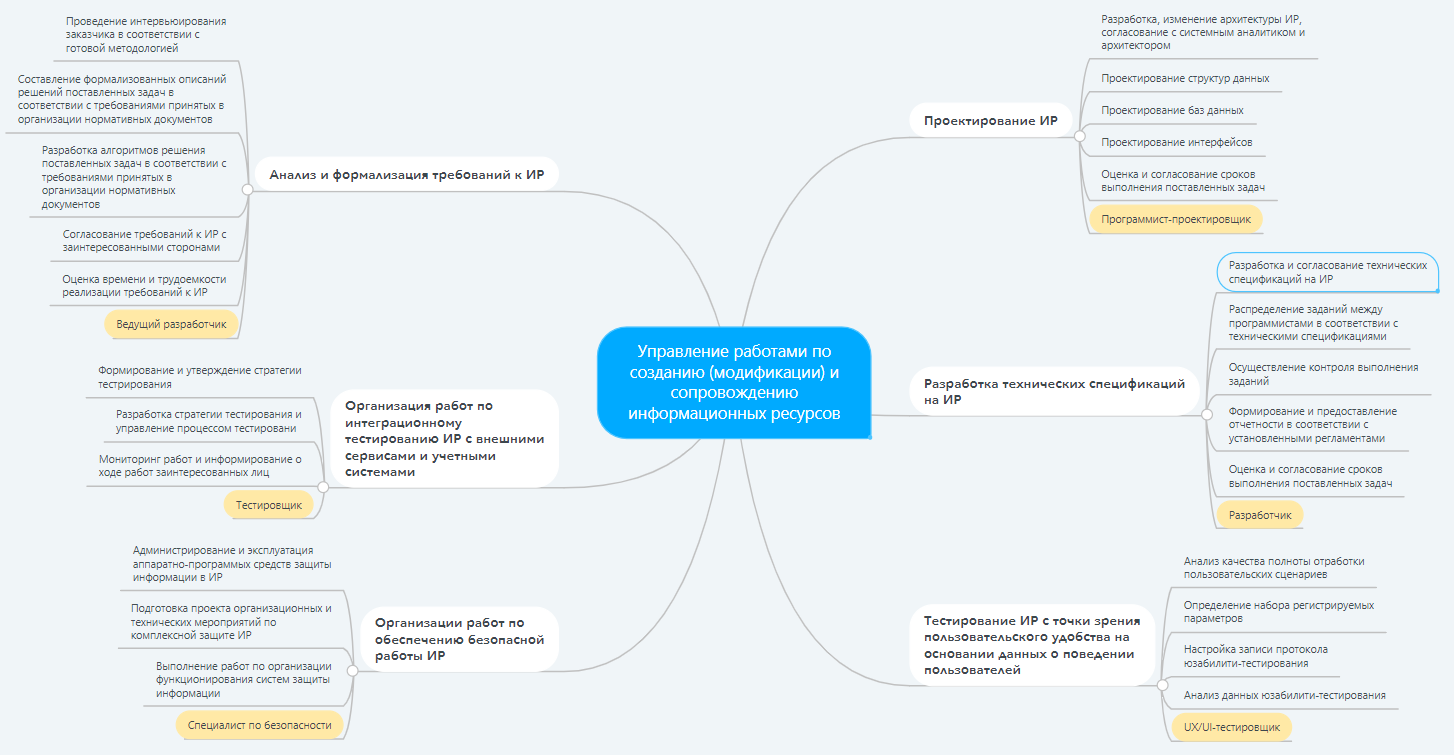 Проведение интервьюирования
заказчика в соответствии с
готовой методологией
Составление формализованных описаний
решений поставленных задач в
соответствии с требованиями принятых в
организации нормативных документов
Разработка алгоритмов решения
поставленных задач в соответствии с
требованиями принятых в
организации нормативных
документов
Согласование требований к ИР с
заинтересованными сторонами
Оценка времени и трудоемкости
реализации требований к ИР
Ведущий разработчик
Анализ и формализация требований к ИР
Формирование и утверждение стратегии
тестрирования
Разработка стратегии тестирования и
управление процессом тестировани
Мониторинг работ и информирование о
ходе работ заинтересованных лиц
Тестировщик
Организация работ по
интеграционному
тестированию ИР с внешними
сервисами и учетными
системами
Администрирование и эксплуатация
аппаратно-програмых средств защиты
информации в ИР
Подготовка проекта организационных и
технических мероприятий по
комплексной защите ИР
Выполнение работ по организации
функционирования систем защиты
информации
Специалист по безопасности
Организации работ по
обеспечению безопасной
работы ИР
Управление работами по
созданию (модификации) и
сопровождению
информационных ресурсов
Проектирование ИР
Разработка, изменение архитектуры ИР,
согласование с системным аналитиком и
архитектором
Проектирование структур данных
Проектирование баз данных
Проектирование интерфейсов
Оценка и согласование сроков
выполнения поставленных задач
Программист-проектировщик
Разработка технических спецификаций
на ИР
Разработка и согласование технических
спецификаций на ИР
Распределение заданий между
программистами в соответствии с
техническими спецификациями
Осуществление контроля выполнения
заданий
Формирование и предоставление
отчетности в соответствии с
установленными регламентами
Оценка и согласование сроков
выполнения поставленных задач
Разработчик
Тестирование ИР с точки зрения
пользовательского удобства на
основании данных о поведении
пользователей
Анализ качества полноты отработки
пользовательских сценариев
Определение набора регистрируемых
параметров
Настройка записи протокола
юзабилити-тестирования
Анализ данных юзабилити-тестирования
UX/UI-тестировщик